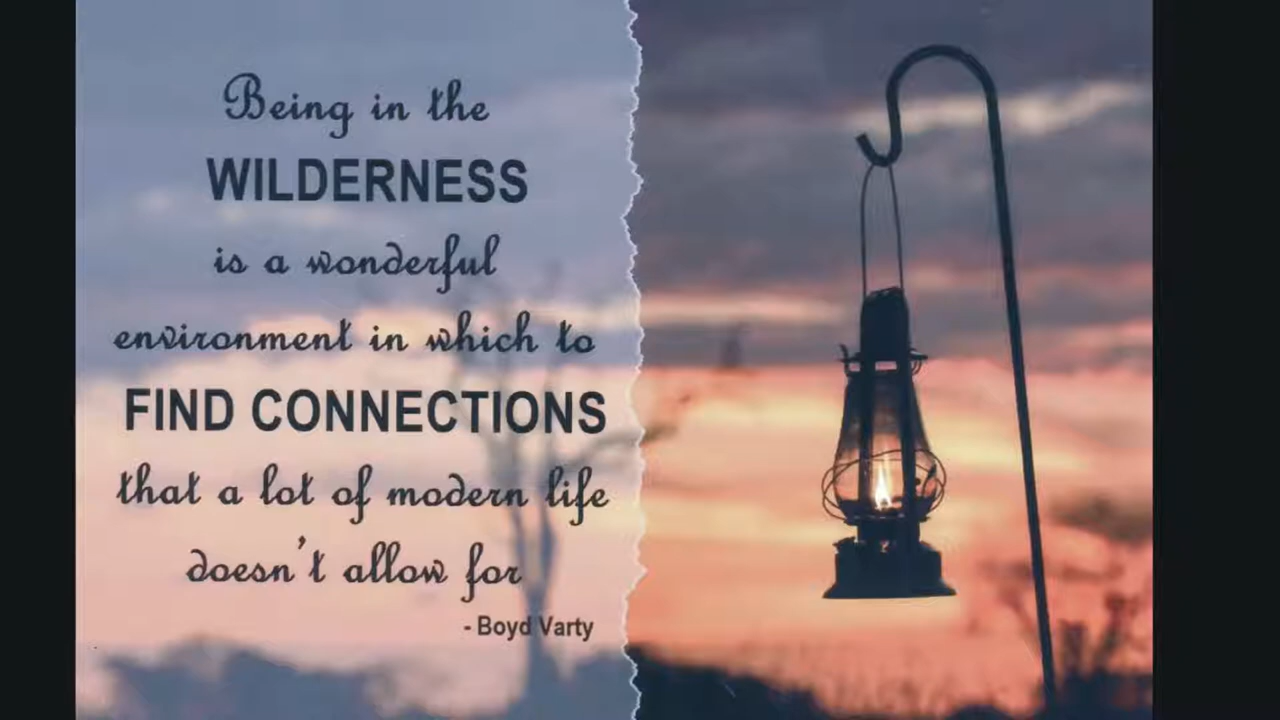 Being in the
WILDERNESS
is a wonderful
environment in which to
FIND CONNECTIONS
that a lot of modern life
doesn't allow for
- Boyd Varty